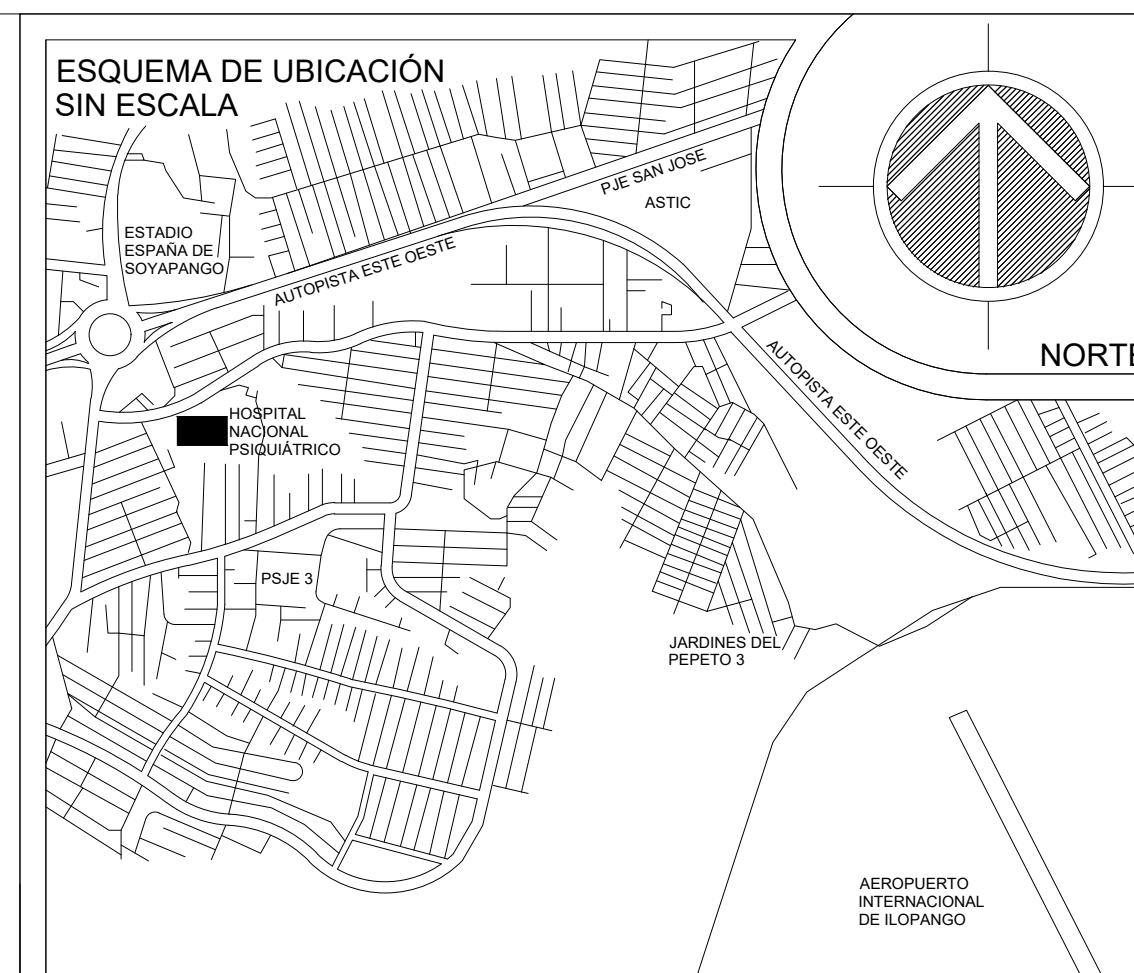 ESQUEMA DE UBICACIÓN
SIN ESCALA
PJE SAN JOSE
ASTIC
ESTADIO
ESPAÑA DE
SOYAPANGO
AUTOPISTA ESTE OESTE
NORTE
AUTOPISTA ESTE OESTE
HOSPITAL
NACIONAL
PSIQUIÁTRICO
PSJE 3
JARDINES DEL
PEPETO 3
AEROPUERTO
INTERNACIONAL
DE ILOPANGO